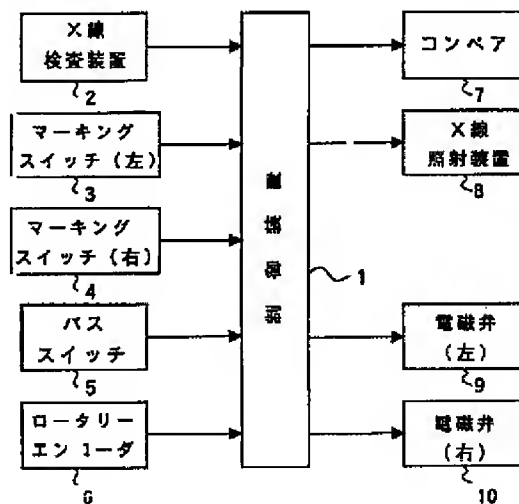 X線
検査装置
2
マーキング
スイッチ(左)
3
マーキング
スイッチ(右)
4
パス
スイッチ
5
ロータリー
エンコーダ
6
制御装置
1
コンベア
7
X線
照射装置
8
電磁弁
(左)
9
電磁弁
(右)
10